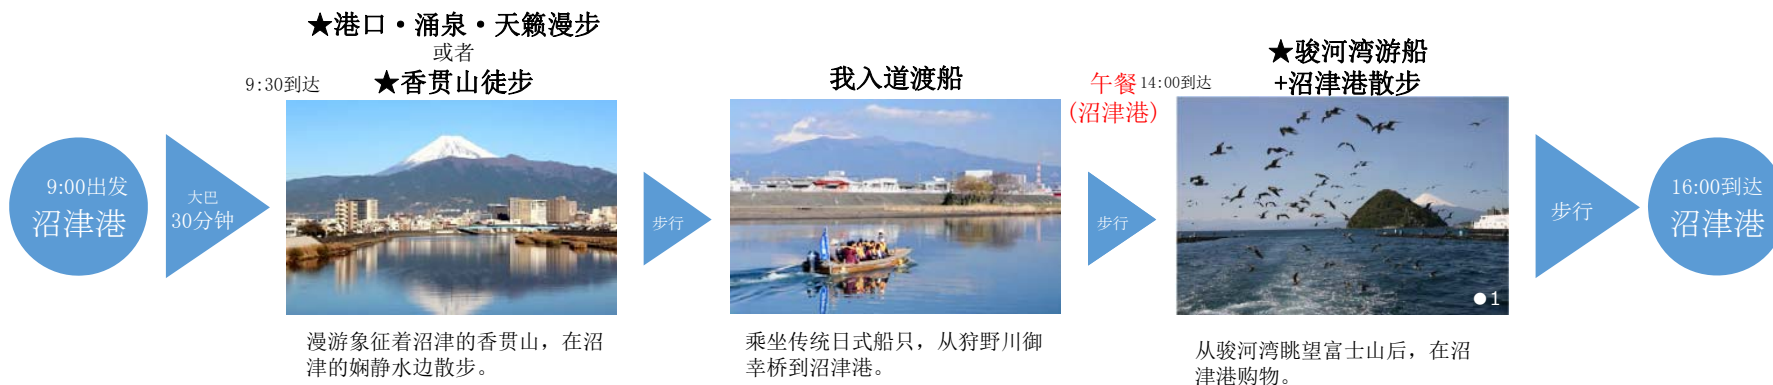 9:00出发
沼津港
大巴
30分钟
★港口・涌泉・天籁漫步
或者
★香贯山徒步
9:30到达
漫游象征着沼津的香贯山，在沼
津的娴静水边散步。
步行
我入道渡船
乘坐传统日式船只，从狩野川御
幸桥到沼津港。
午餐
(沼津港)
步行
★骏河湾游船
+沼津港散步
14:00到达
●1
从骏河湾眺望富士山后，在沼
津港购物。
步行
16:00到达
沼津港